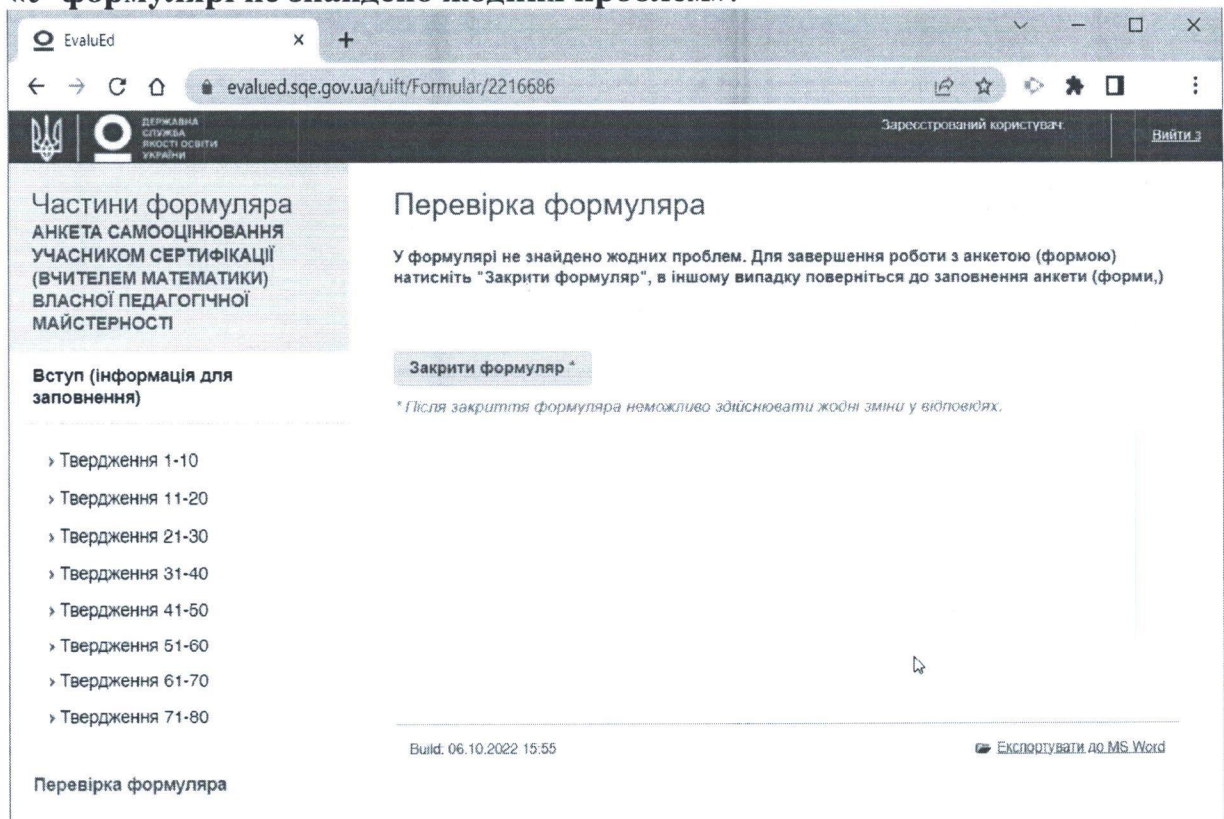 «У формулярі не знайдено жодних проблем».
EvaluEd
evalued.sqe.gov.ua/uift/Formular/2216686
ДЕРЖАВНА
СЛУЖБА
ЯКОСТІ ОСВІТИ
УКРАЇНИ
Зареєстрований користувач:
Вийти з
Частини формуляра
АНКЕТА САМООЦІНЮВАННЯ
УЧАСНИКОМ СЕРТИФІКАЦІЇ
(ВЧИТЕЛЕМ МАТЕМАТИКИ)
ВЛАСНОЇ ПЕДАГОГІЧНОЇ
МАЙСТЕРНОСТІ
Вступ (інформація для
заповнення)
› Твердження 1-10
› Твердження 11-20
› Твердження 21-30
› Твердження 31-40
› Твердження 41-50
› Твердження 51-60
› Твердження 61-70
› Твердження 71-80
Перевірка формуляра
Перевірка формуляра
У формулярі не знайдено жодних проблем. Для завершення роботи з анкетою (формою)
натисніть "Закрити формуляр", в іншому випадку поверніться до заповнення анкети (форми,)
Закрити формуляр *
* Після закриття формуляра неможливо здійснювати жодні зміни у відповідях.
Build: 06.10.2022 15:55
Експортувати до MS Word